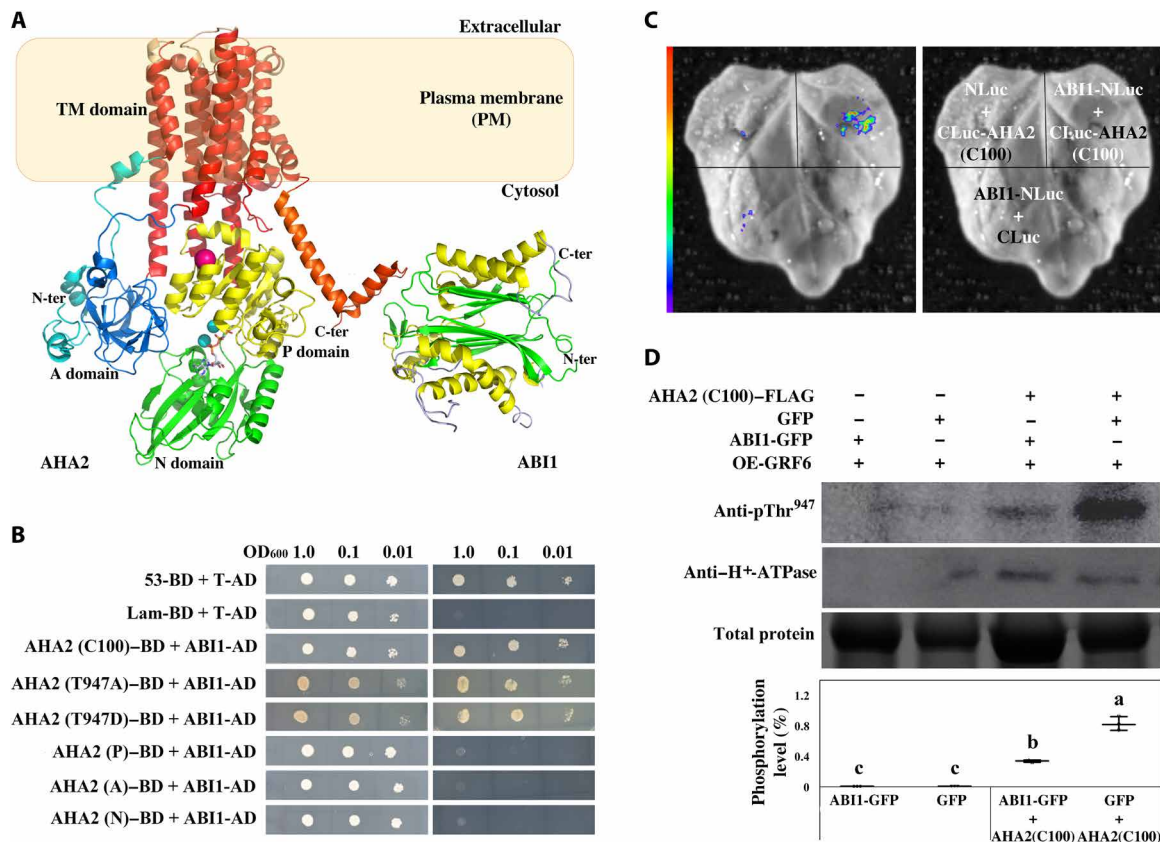 A
Extracellular
TM domain
Plasma membrane
(PM)
Cytosol
C-ter
N-ter
C-ter
P domain
N-ter
A domain
N domain
AHA2
ABI1
B
OD600 1.0 0.1 0.01 1.0 0.1 0.01
53-BD + T-AD
Lam-BD + T-AD
AHA2 (C100)–BD + ABI1-AD
AHA2 (T947A)–BD + ABI1-AD
AHA2 (T947D)–BD + ABI1-AD
AHA2 (P)–BD + ABI1-AD
AHA2 (A)–BD + ABI1-AD
AHA2 (N)–BD + ABI1-AD
C
NLuc
+
CLuc-AHA2
(C100)
ABI1-NLuc
+
CLuc-AHA2
(C100)
ABI1-NLuc
+
CLuc
D
AHA2 (C100)–FLAG – – + +
GFP – + – +
ABI1-GFP + – + –
OE-GRF6 + + + +
Anti-pThr947
Anti–H+-ATPase
Total protein
Phosphorylation
level (%)
1.2
0.8
0.4
0
c
c
b
a
ABI1-GFP
GFP
ABI1-GFP
+
AHA2(C100)
GFP
+
AHA2(C100)